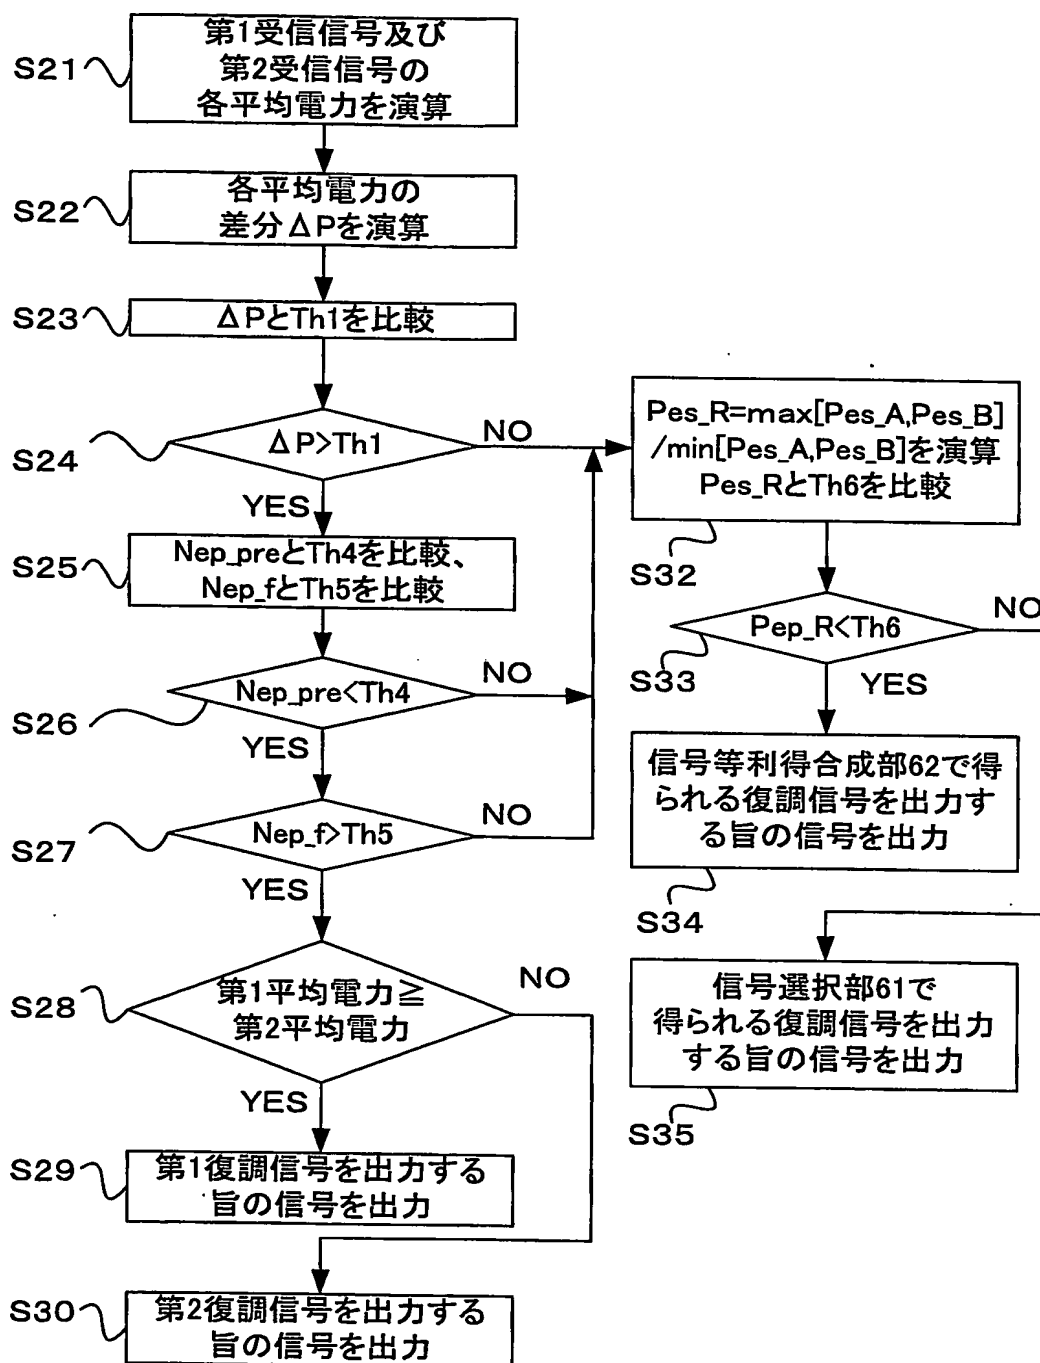 S21
第1受信信号及び
第2受信信号の
各平均電力を演算
S22
各平均電力の
差分ΔPを演算
S23
ΔPとTh1を比較
S24
ΔP>Th1
NO
YES
S25
Nep_preとTh4を比較、
Nep_fとTh5を比較
S26
Nep_pre<Th4
NO
YES
S27
Nep_f>Th5
NO
YES
S28
第1平均電力≧
第2平均電力
NO
YES
S29
第1復調信号を出力する
旨の信号を出力
S30
第2復調信号を出力する
旨の信号を出力
Pes_R=max[Pes_A,Pes_B]
/min[Pes_A,Pes_B]を演算
Pes_RとTh6を比較
S32
Pep_R<Th6
NO
S33
YES
信号等利得合成部62で得
られる復調信号を出力す
る旨の信号を出力
S34
信号選択部61で
得られる復調信号を出力
する旨の信号を出力
S35